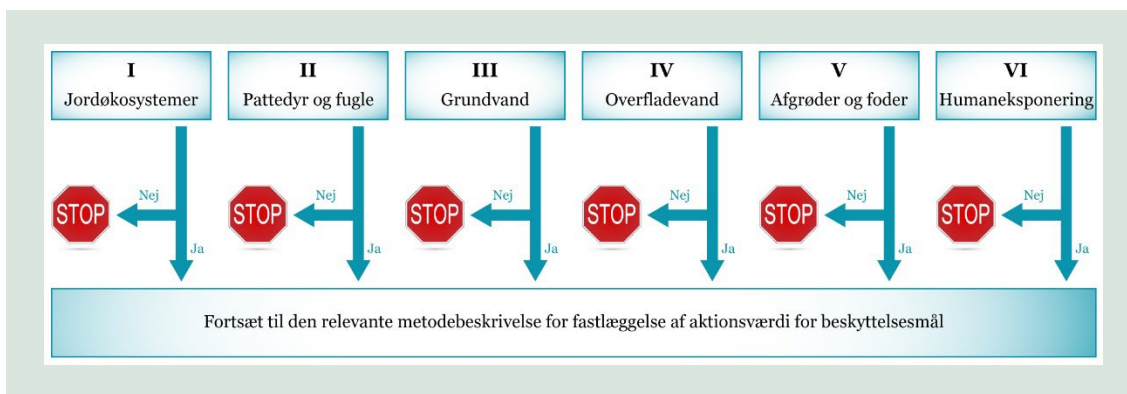 I
Jordøkosystemer
II
Pattedyr og fugle
III
Grundvand
IV
Overfladevand
V
Afgrøder og foder
VI
Humaneksponering
STOP
Nej
Ja
STOP
Nej
Ja
STOP
Nej
Ja
STOP
Nej
Ja
STOP
Nej
Ja
STOP
Nej
Ja
Fortsæt til den relevante metodebeskrivelse for fastlæggelse af aktionsværdi for beskyttelsesmål